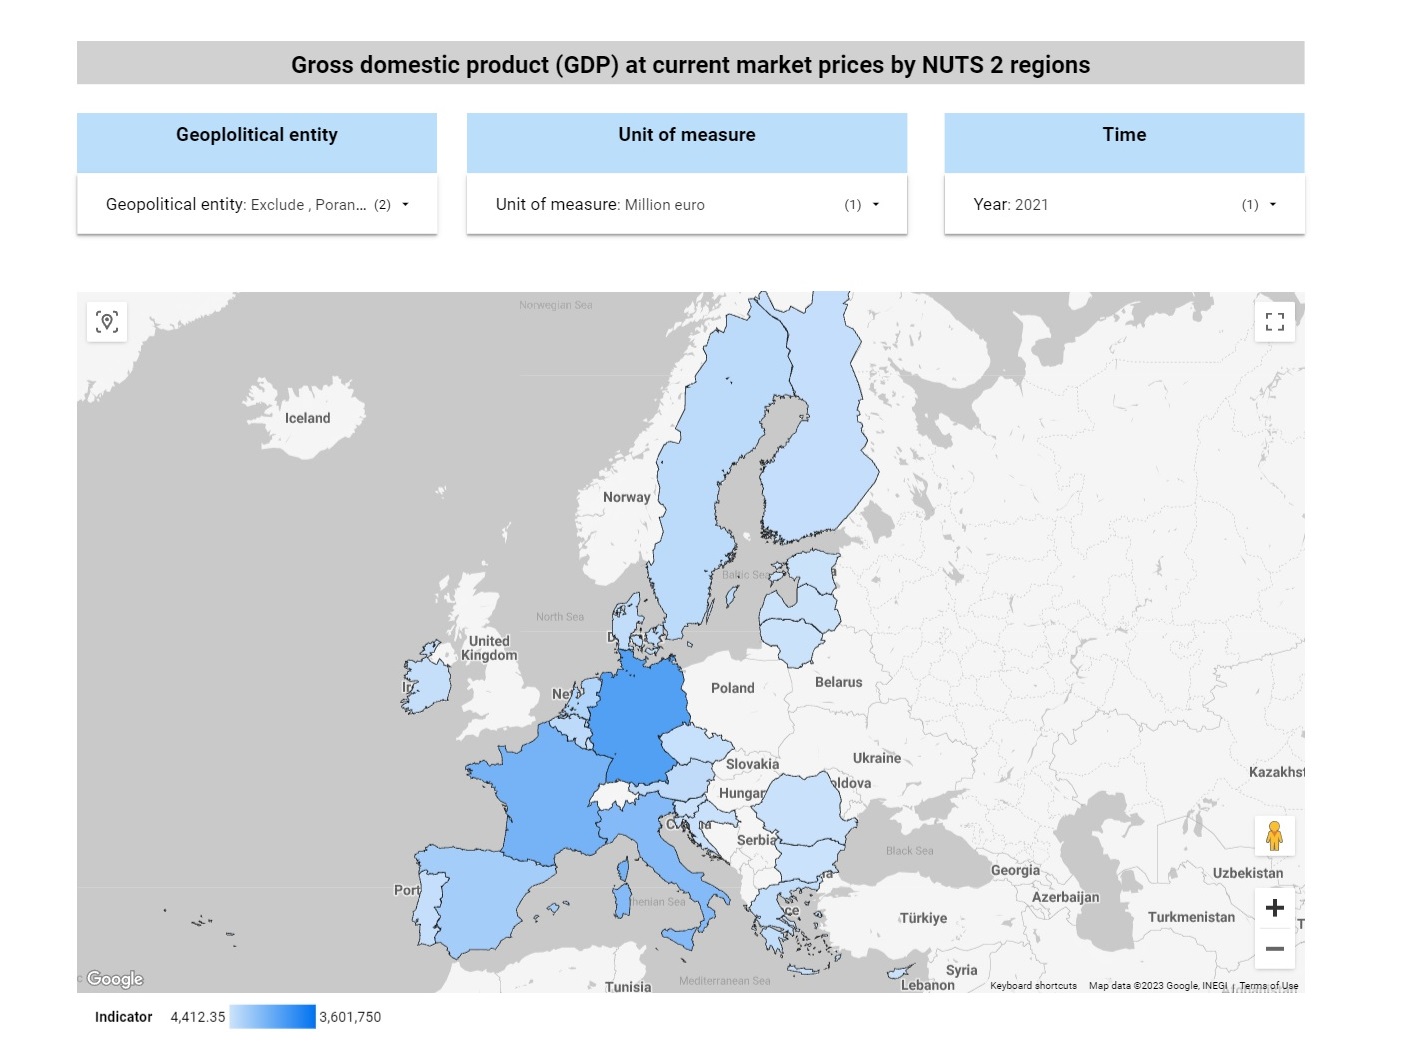 Gross domestic product (GDP) at current market prices by NUTS 2 regions
Geoplolitical entity
Unit of measure
Time
Geopolitical entity: Exclude , Poran... (2)
Unit of measure: Million euro (1)
Year: 2021 (1)
Norwegian Sea
Iceland
Norway
Baltic Sea
North Sea
United
Kingdom
Poland
Belarus
Slovakia
Ukraine
Kazakhst
Hungar
oldova
Serbia
Black Sea
Georgia
Uzbekistan
Port
Azerbaijan
henian Sea
ce
Türkiye
Turkmenistan
Syria
Mediterranean Sea
Tunisia
Lebanon
Google
Keyboard shortcuts
Map data ©2023 Google, INEGI
Terms of Use
Indicator 4,412.35 3,601,750